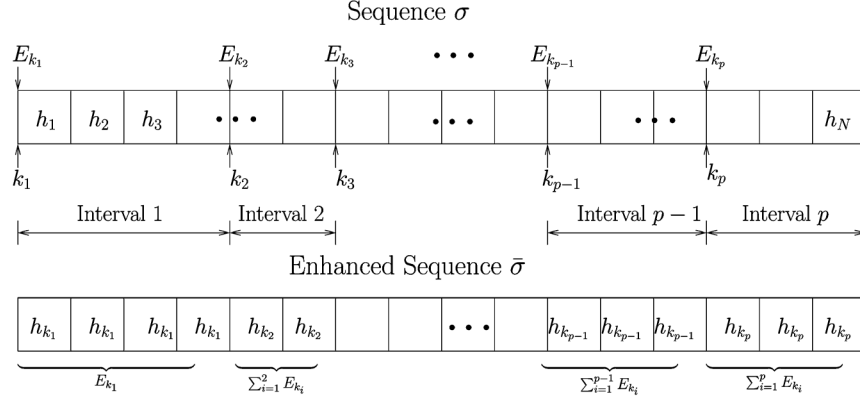 Sequence σ
E_{k_1} E_{k_2} E_{k_3} • • • E_{k_{p-1}} E_{k_p}
h_1 h_2 h_3 • • • • • • • • • h_N
k_1 k_2 k_3 k_{p-1} k_p
Interval 1 Interval 2 Interval p − 1 Interval p
Enhanced Sequence σ̄
h_{k_1} h_{k_1} h_{k_1} h_{k_1} h_{k_2} h_{k_2} • • • h_{k_{p-1}} h_{k_{p-1}} h_{k_{p-1}} h_{k_p} h_{k_p} h_{k_p}
E_{k_1} ∑_{i=1}^{2} E_{k_i} ∑_{i=1}^{p-1} E_{k_i} ∑_{i=1}^{p} E_{k_i}